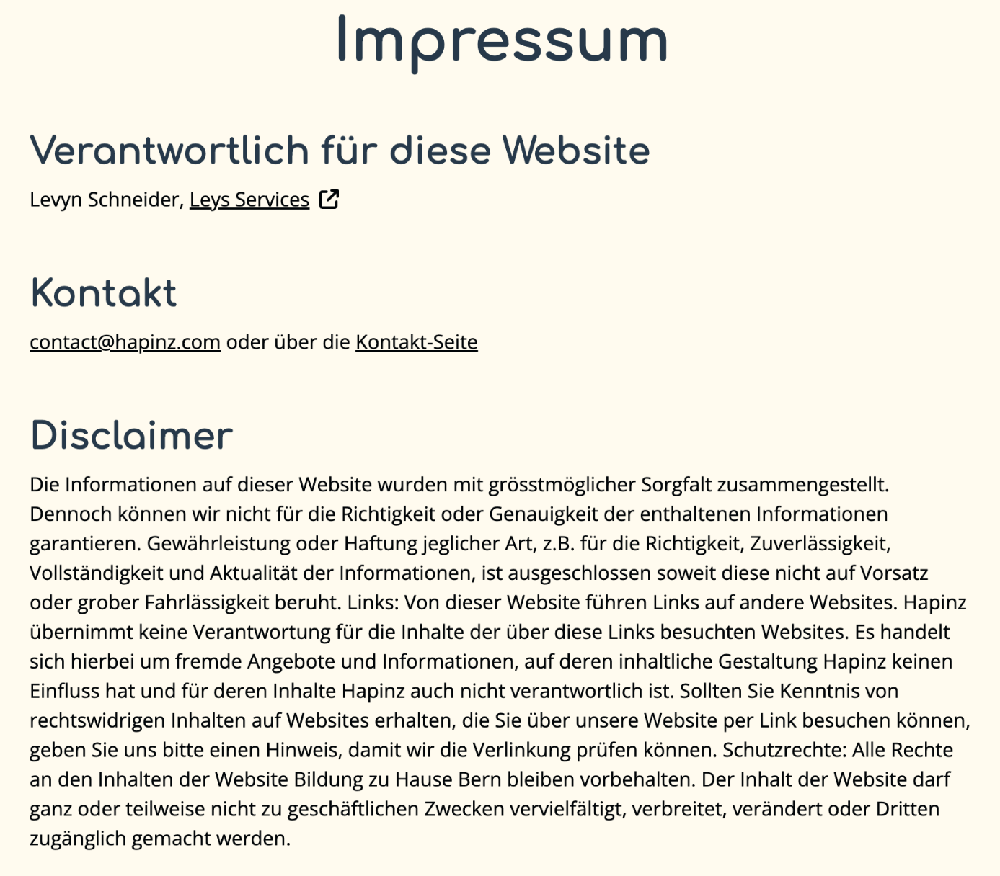 Impressum
Verantwortlich für diese Website
Levyn Schneider, Leys Services
Kontakt
contact@hapinz.com oder über die Kontakt-Seite
Disclaimer
Die Informationen auf dieser Website wurden mit grösstmöglicher Sorgfalt zusammengestellt.
Dennoch können wir nicht für die Richtigkeit oder Genauigkeit der enthaltenen Informationen
garantieren. Gewährleistung oder Haftung jeglicher Art, z.B. für die Richtigkeit, Zuverlässigkeit,
Vollständigkeit und Aktualität der Informationen, ist ausgeschlossen soweit diese nicht auf Vorsatz
oder grober Fahrlässigkeit beruht. Links: Von dieser Website führen Links auf andere Websites. Hapinz
übernimmt keine Verantwortung für die Inhalte der über diese Links besuchten Websites. Es handelt
sich hierbei um fremde Angebote und Informationen, auf deren inhaltliche Gestaltung Hapinz keinen
Einfluss hat und für deren Inhalte Hapinz auch nicht verantwortlich ist. Sollten Sie Kenntnis von
rechtswidrigen Inhalten auf Websites erhalten, die Sie über unsere Website per Link besuchen können,
geben Sie uns bitte einen Hinweis, damit wir die Verlinkung prüfen können. Schutzrechte: Alle Rechte
an den Inhalten der Website Bildung zu Hause Bern bleiben vorbehalten. Der Inhalt der Website darf
ganz oder teilweise nicht zu geschäftlichen Zwecken vervielfältigt, verbreitet, verändert oder Dritten
zugänglich gemacht werden.